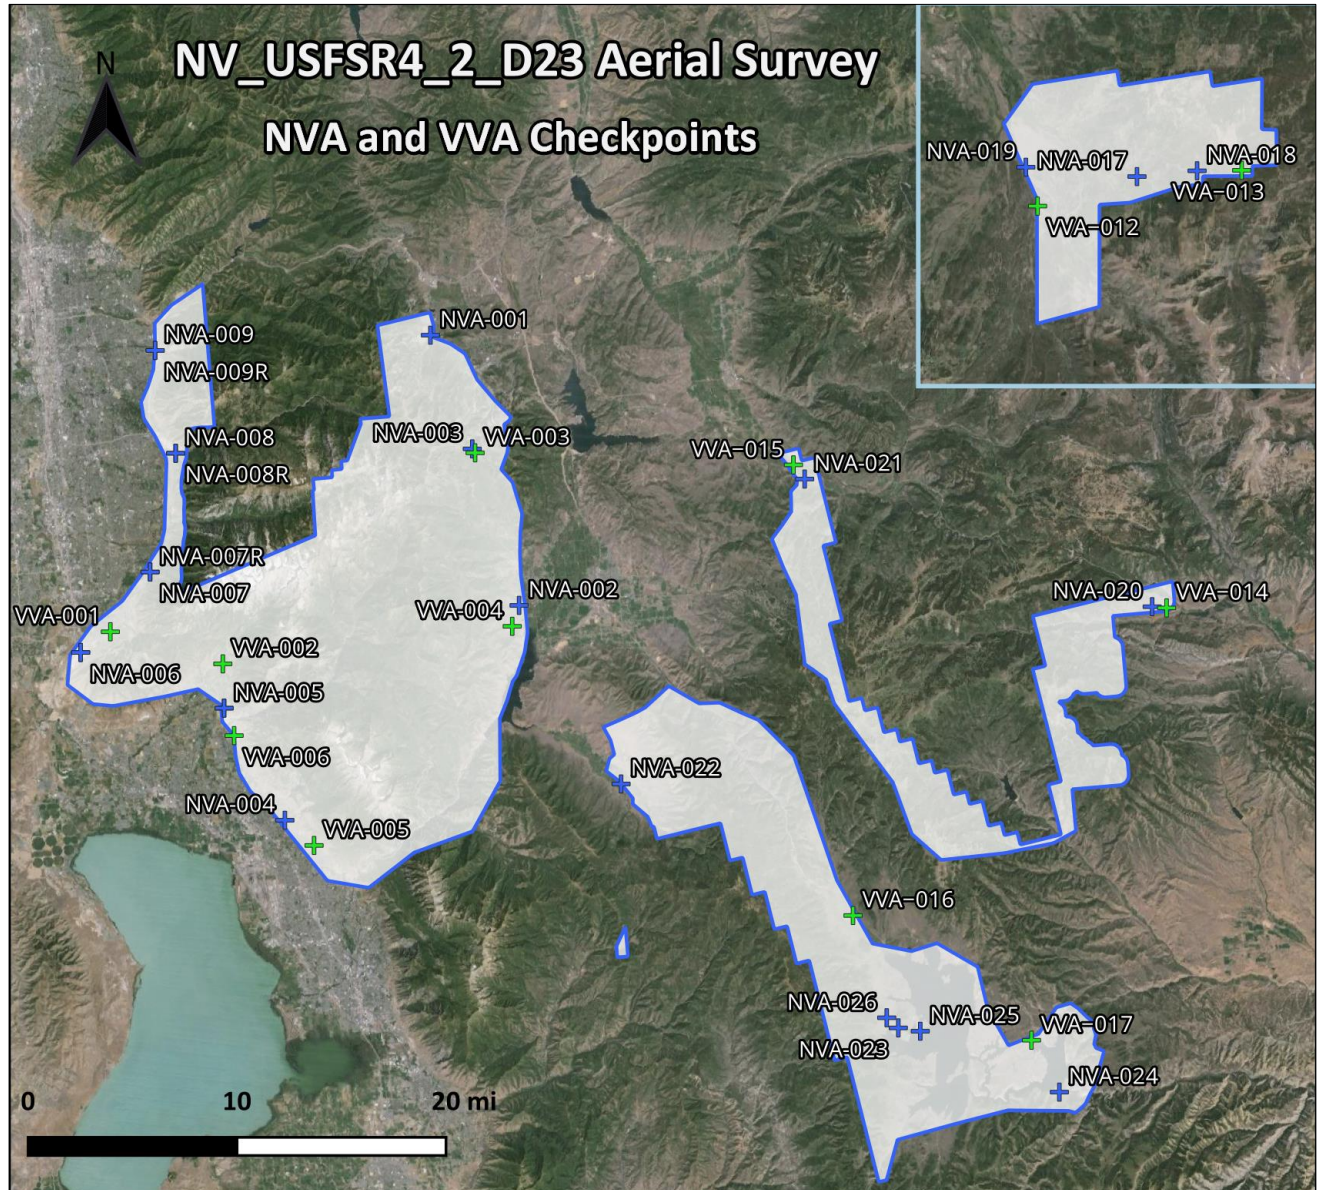 N
NV_USFSR4_2_D23 Aerial Survey
NVA and VVA Checkpoints
NVA-019
NVA-017
NVA-018
VVA-013
VVA-012
NVA-009
NVA-009R
NVA-001
NVA-008
NVA-008R
NVA-003
VVA-003
VVA-015
NVA-021
NVA-007R
NVA-007
VVA-001
NVA-002
VVA-004
NVA-020
VVA-014
VVA-002
NVA-006
NVA-005
VVA-006
NVA-022
NVA-004
VVA-005
VVA-016
NVA-026
NVA-025
VVA-017
NVA-023
NVA-024
0 10 20 mi